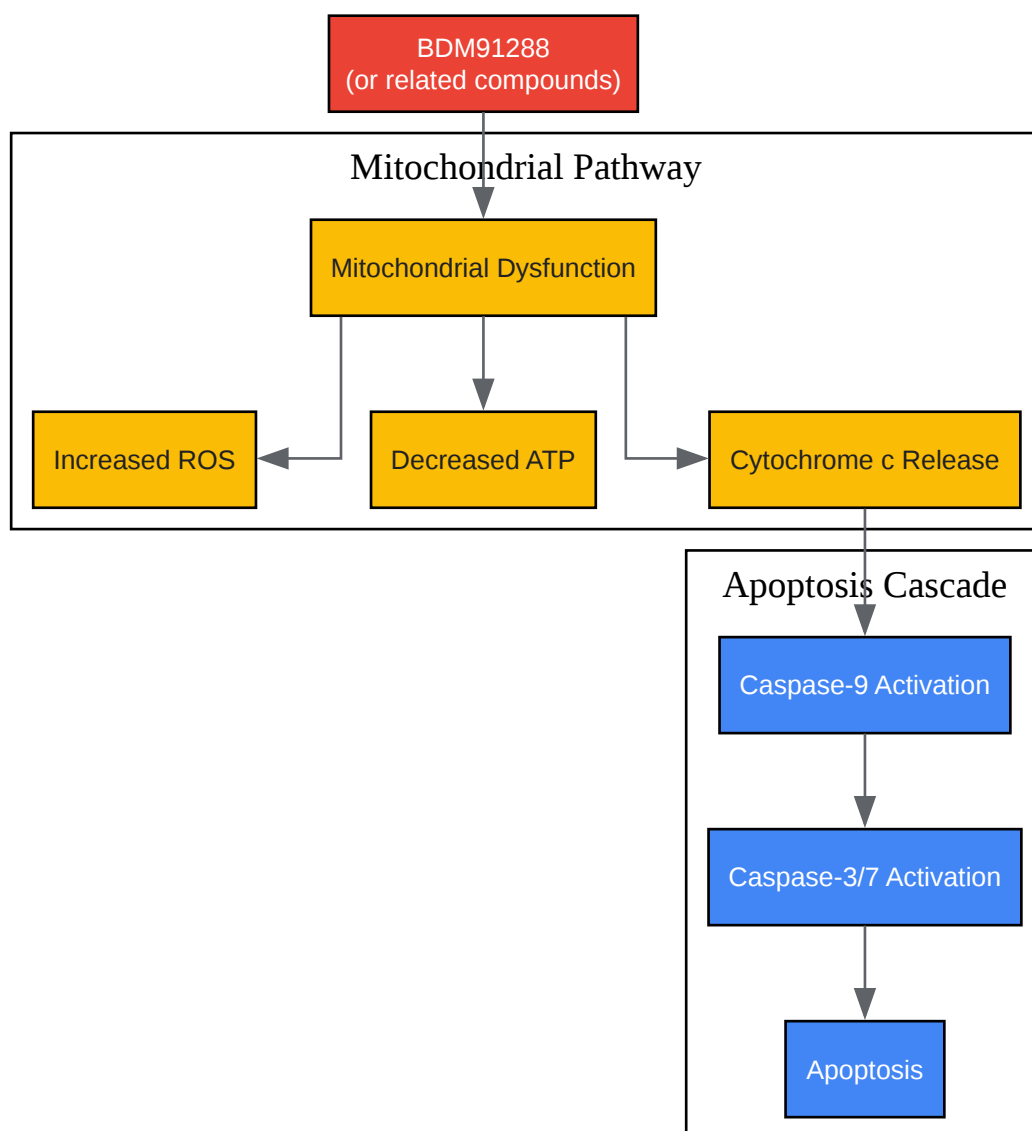 BDM91288
(or related compounds)
Mitochondrial Pathway
Mitochondrial Dysfunction
Increased ROS
Decreased ATP
Cytochrome c Release
Apoptosis Cascade
Caspase-9 Activation
Caspase-3/7 Activation
Apoptosis